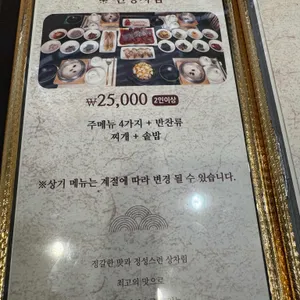 ₩25,000 2인이상
주메뉴 4가지 + 반찬류
찌개 + 솥밥
※상기 메뉴는 계절에 따라 변경 될 수 있습니다.
정갈한 맛과 정성스런 상차림
최고의 맛으로